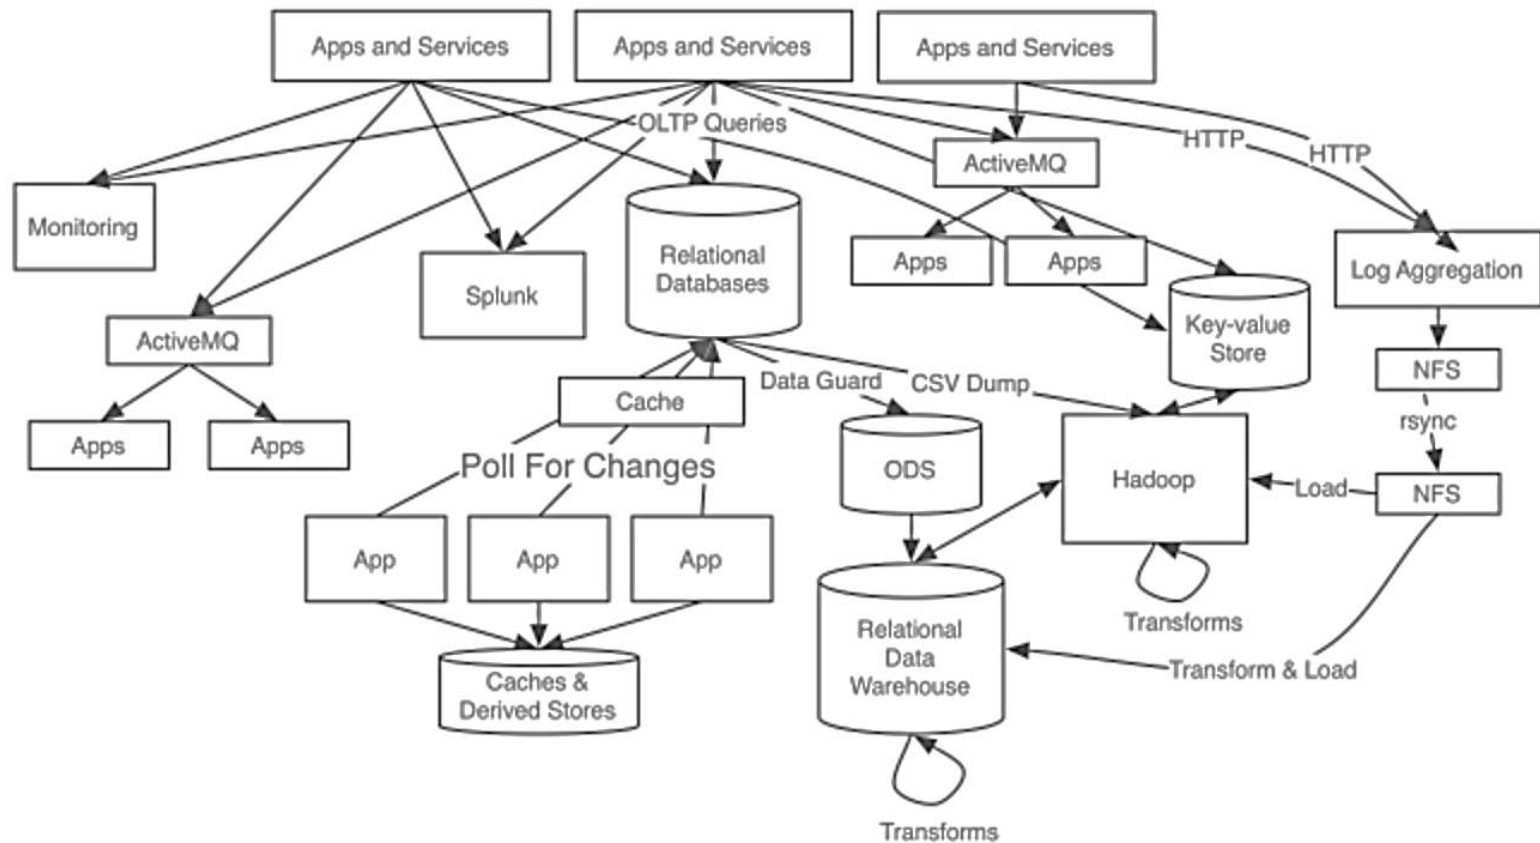 Apps and Services
Apps and Services
Apps and Services
OLTP Queries
HTTP
HTTP
ActiveMQ
Monitoring
Relational
Databases
Apps
Apps
Log Aggregation
Splunk
Key-value
Store
ActiveMQ
NFS
Data Guard
CSV Dump
Cache
rsync
Apps
Apps
Poll For Changes
ODS
Hadoop
Load
NFS
App
App
App
Transforms
Relational
Data
Warehouse
Transform & Load
Caches &
Derived Stores
Transforms